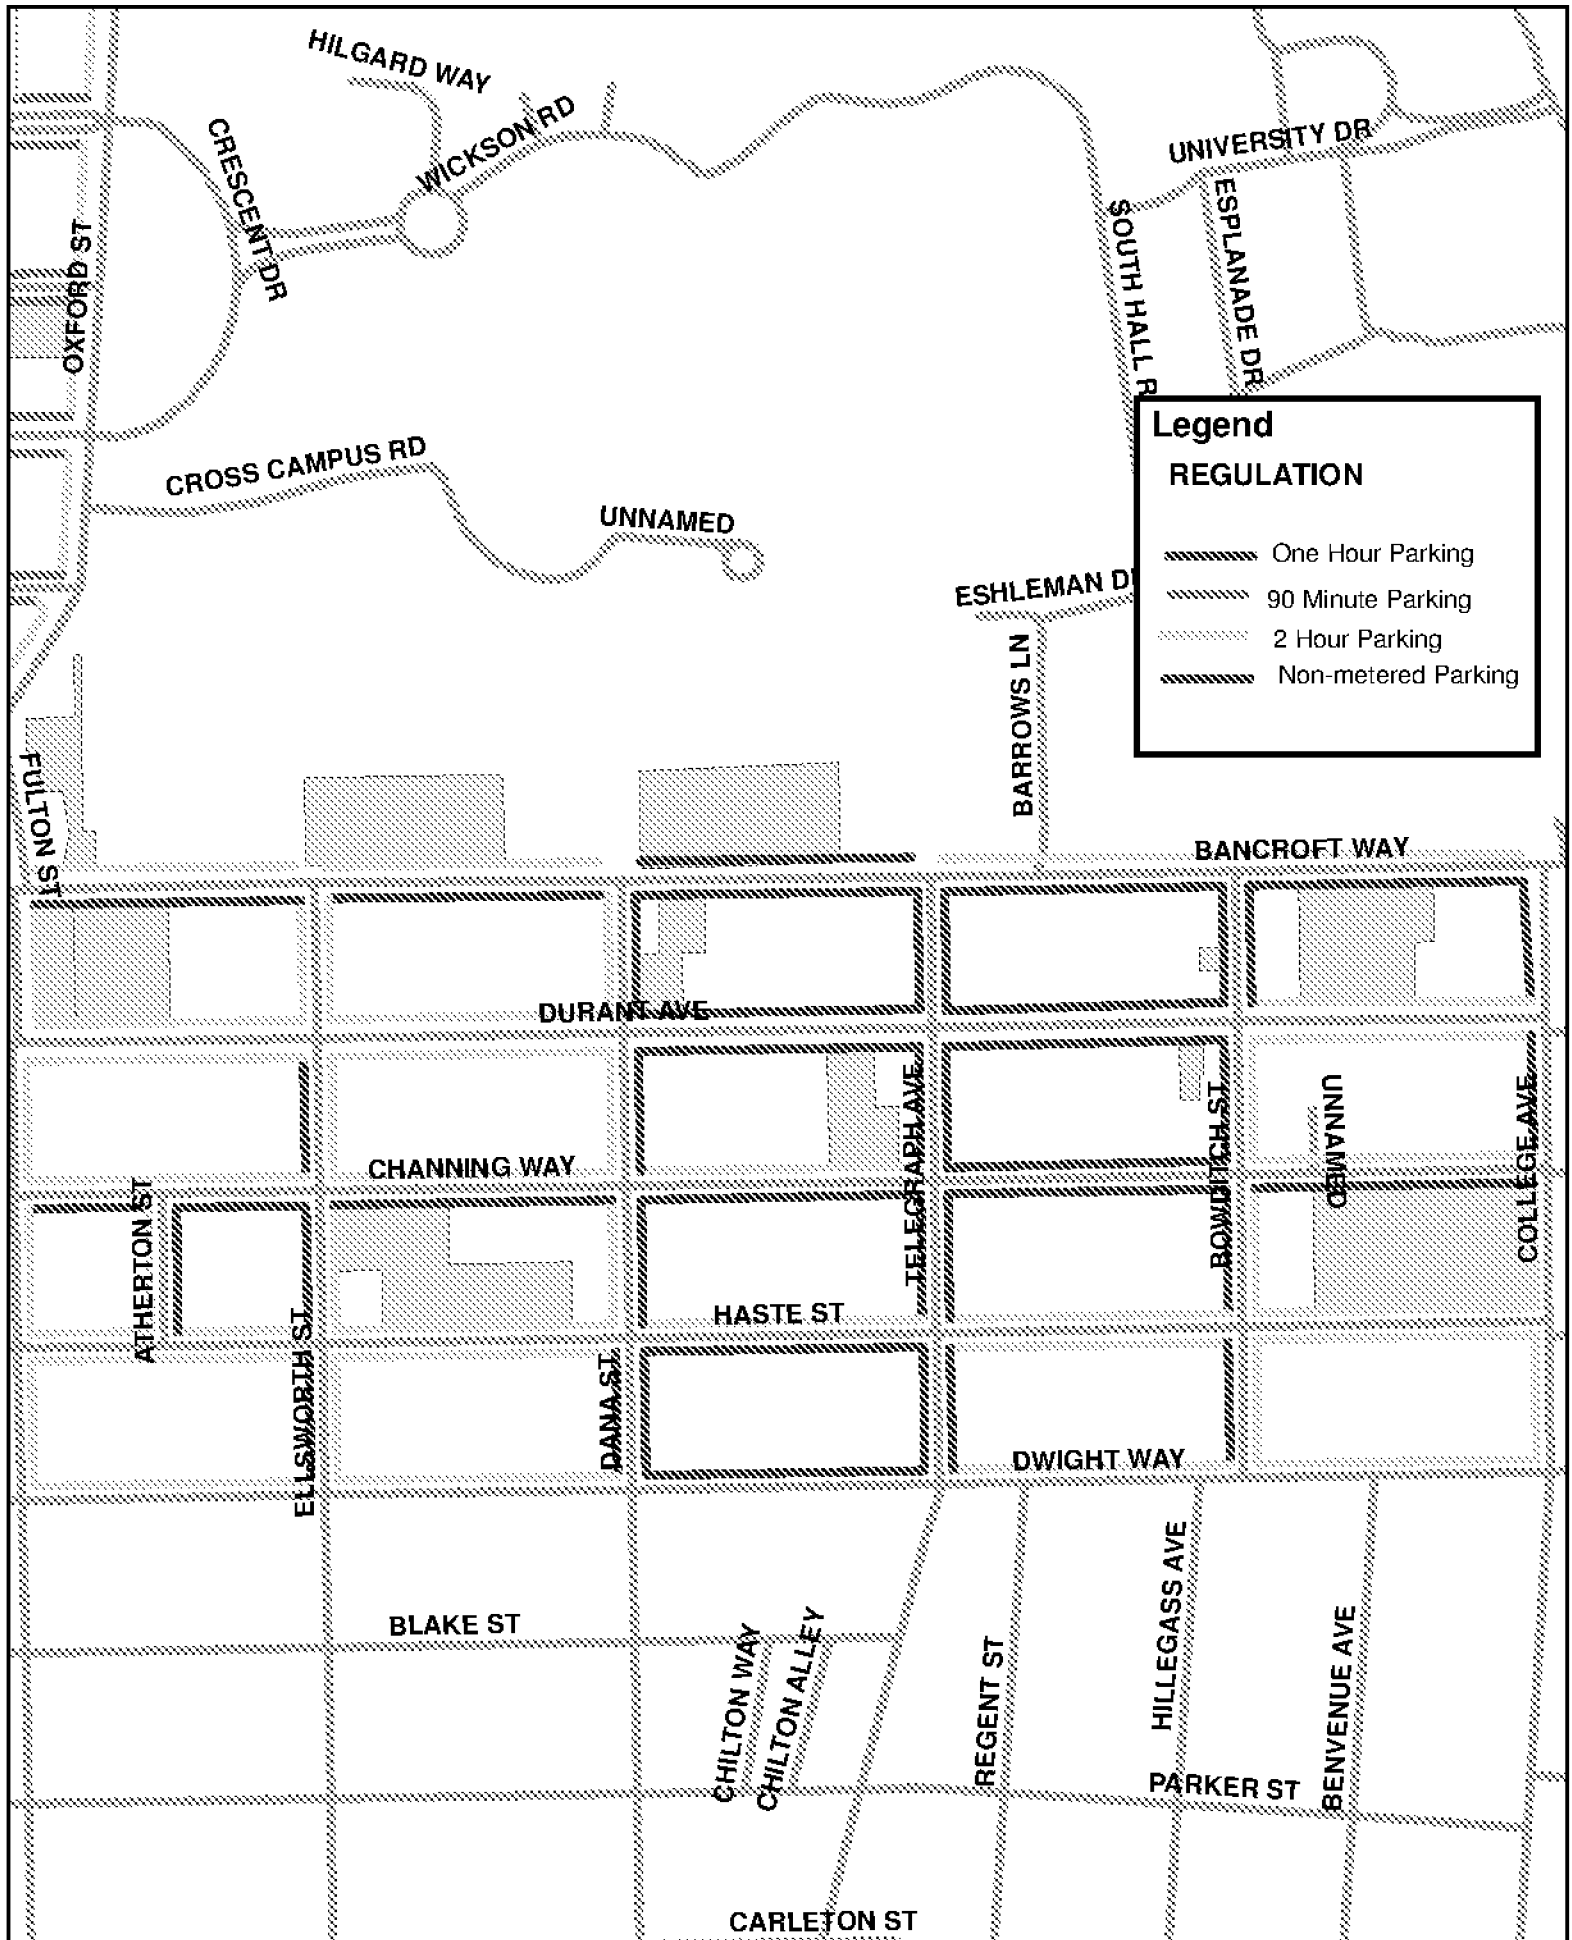 HILGARD WAY
WICKSON RD
CRESCENT DR
UNIVERSITY DR
OXFORD ST
SOUTH HALL R
ESPLANADE DR
Legend
REGULATION
One Hour Parking
90 Minute Parking
2 Hour Parking
Non-metered Parking
CROSS CAMPUS RD
UNNAMED
ESHLEMAN
BARROWS LN
FULTON ST
BANCROFT WAY
DURANT AVE
TELEGRAPH AVE
BOWDITCH ST
UNNAMED
COLLEGE AVE
CHANNING WAY
ATHERTON ST
HASTE ST
ELLSWORTH ST
DANA ST
DWIGHT WAY
BLAKE ST
CHILTON WAY
CHILTON ALLEY
REGENT ST
HILLEGASS AVE
BENVENUE AVE
PARKER ST
CARLETON ST